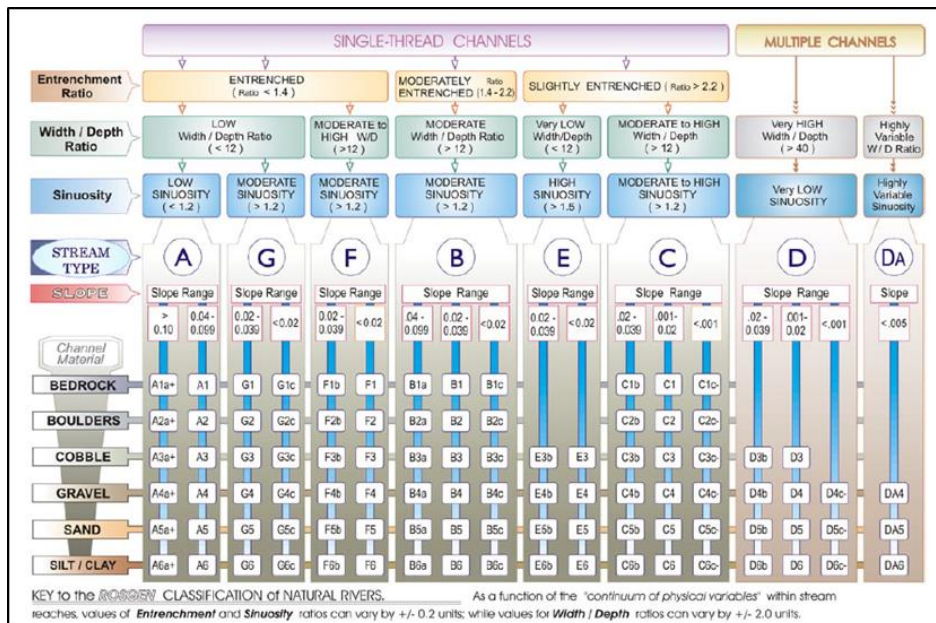 SINGLE-THREAD CHANNELS MULTIPLE CHANNELS
Entrenchment Ratio
ENTRENCHED ( Ratio < 1.4 )
MODERATELY ENTRENCHED Ratio (1.4 - 2.2)
SLIGHTLY ENTRENCHED ( Ratio > 2.2 )
Width / Depth Ratio
LOW Width / Depth Ratio ( < 12 )
MODERATE to HIGH W/D ( >12 )
MODERATE Width / Depth Ratio ( > 12 )
Very LOW Width/Depth ( < 12 )
MODERATE to HIGH Width / Depth ( > 12 )
Very HIGH Width / Depth ( > 40 )
Highly Variable W / D Ratio
Sinuosity
LOW SINUOSITY ( < 1.2 )
MODERATE SINUOSITY ( > 1.2 )
MODERATE SINUOSITY ( > 1.2 )
MODERATE SINUOSITY ( > 1.2 )
HIGH SINUOSITY ( > 1.5 )
MODERATE to HIGH SINUOSITY ( > 1.2 )
Very LOW SINUOSITY
Highly Variable Sinuosity
STREAM TYPE A G F B E C D DA
SLOPE Slope Range Slope Range Slope Range Slope Range Slope Range Slope Range Slope Range Slope
> 0.10 0.04 - 0.099 0.02 - 0.039 <0.02 0.02 - 0.039 <0.02 .04 - 0.099 0.02 - 0.039 <0.02 0.02 - 0.039 <0.02 .02 - 0.039 .001- 0.02 <.001 .02 - 0.039 .001- 0.02 <.001 <.005
Channel Material
BEDROCK A1a+ A1 G1 G1c F1b F1 B1a B1 B1c C1b C1 C1c-
BOULDERS A2a+ A2 G2 G2c F2b F2 B2a B2 B2c C2b C2 C2c-
COBBLE A3a+ A3 G3 G3c F3b F3 B3a B3 B3c E3b E3 C3b C3 C3c- D3b D3
GRAVEL A4a+ A4 G4 G4c F4b F4 B4a B4 B4c E4b E4 C4b C4 C4c- D4b D4 D4c- DA4
SAND A5a+ A5 G5 G5c F5b F5 B5a B5 B5c E5b E5 C5b C5 C5c- D5b D5 D5c- DA5
SILT / CLAY A6a+ A6 G6 G6c F6b F6 B6a B6 B6c E6b E6 C6b C6 C6c- D6b D6 D6c- DA6
KEY to the ROSGEN CLASSIFICATION of NATURAL RIVERS. As a function of the "continuum of physical variables" within stream
reaches, values of Entrenchment and Sinuosity ratios can vary by +/- 0.2 units; while values for Width / Depth ratios can vary by +/- 2.0 units.